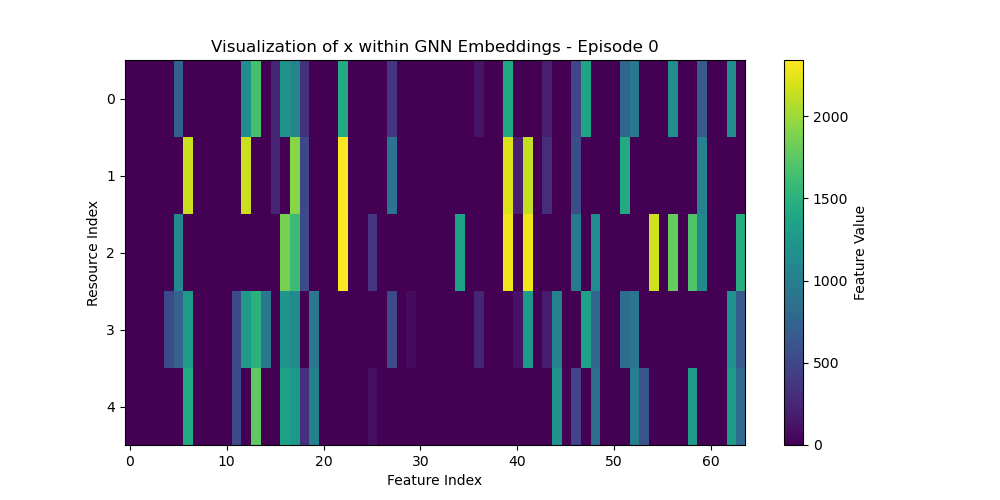 Visualization of x within GNN Embeddings - Episode 0
0
1
2
3
4
Resource Index
0 10 20 30 40 50 60
Feature Index
2000
1500
1000
500
0
Feature Value